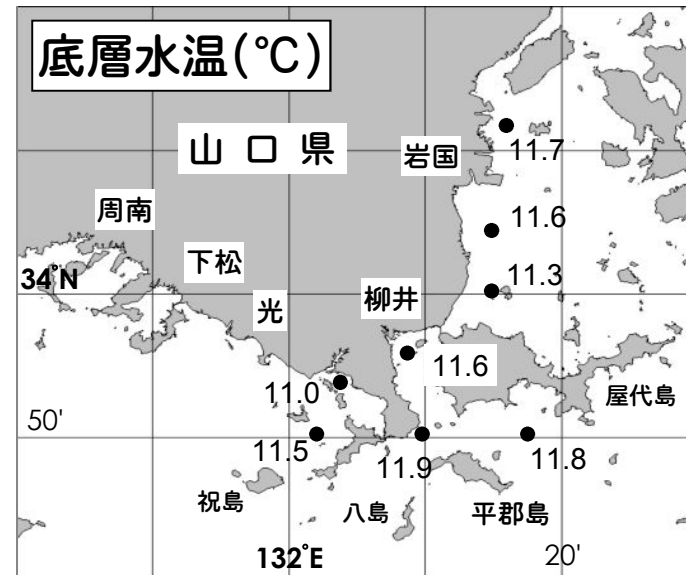 底層水温(℃)
山口県
岩国
11.7
周南
11.6
下松
34°N
11.3
光
柳井
11.6
11.0
屋代島
50'
11.5
11.9
11.8
祝島
八島
平郡島
132°E
20'